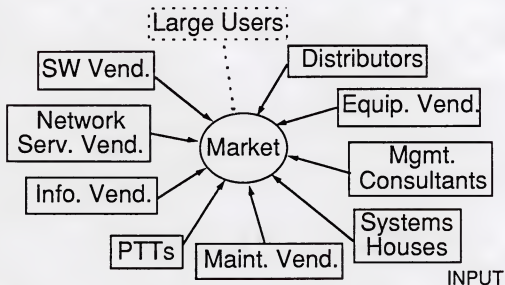 Large Users
SW Vend.
Distributors
Equip. Vend.
Network
Serv. Vend.
Market
Mgmt.
Consultants
Info. Vend.
Systems
Houses
PTTs
Maint. Vend.
INPUT